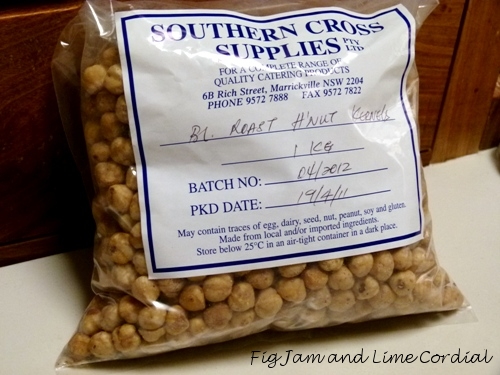 SOUTHERN CROSS
SUPPLIES PTY LTD
FOR A COMPLETE RANGE OF
QUALITY CATERING PRODUCTS
6B Rich Street, Marrickville NSW 2204
PHONE 9572 7888 FAX 9572 7822
BL. ROAST H'NUT KERNELS
1 KG
BATCH NO: 04/2012
PKD DATE: 19/4/11
May contain traces of egg, dairy, seed, nut, peanut, soy and gluten.
Made from local and/or imported ingredients.
Store below 25°C in an air-tight container in a dark place.
Fig Jam and Lime Cordial